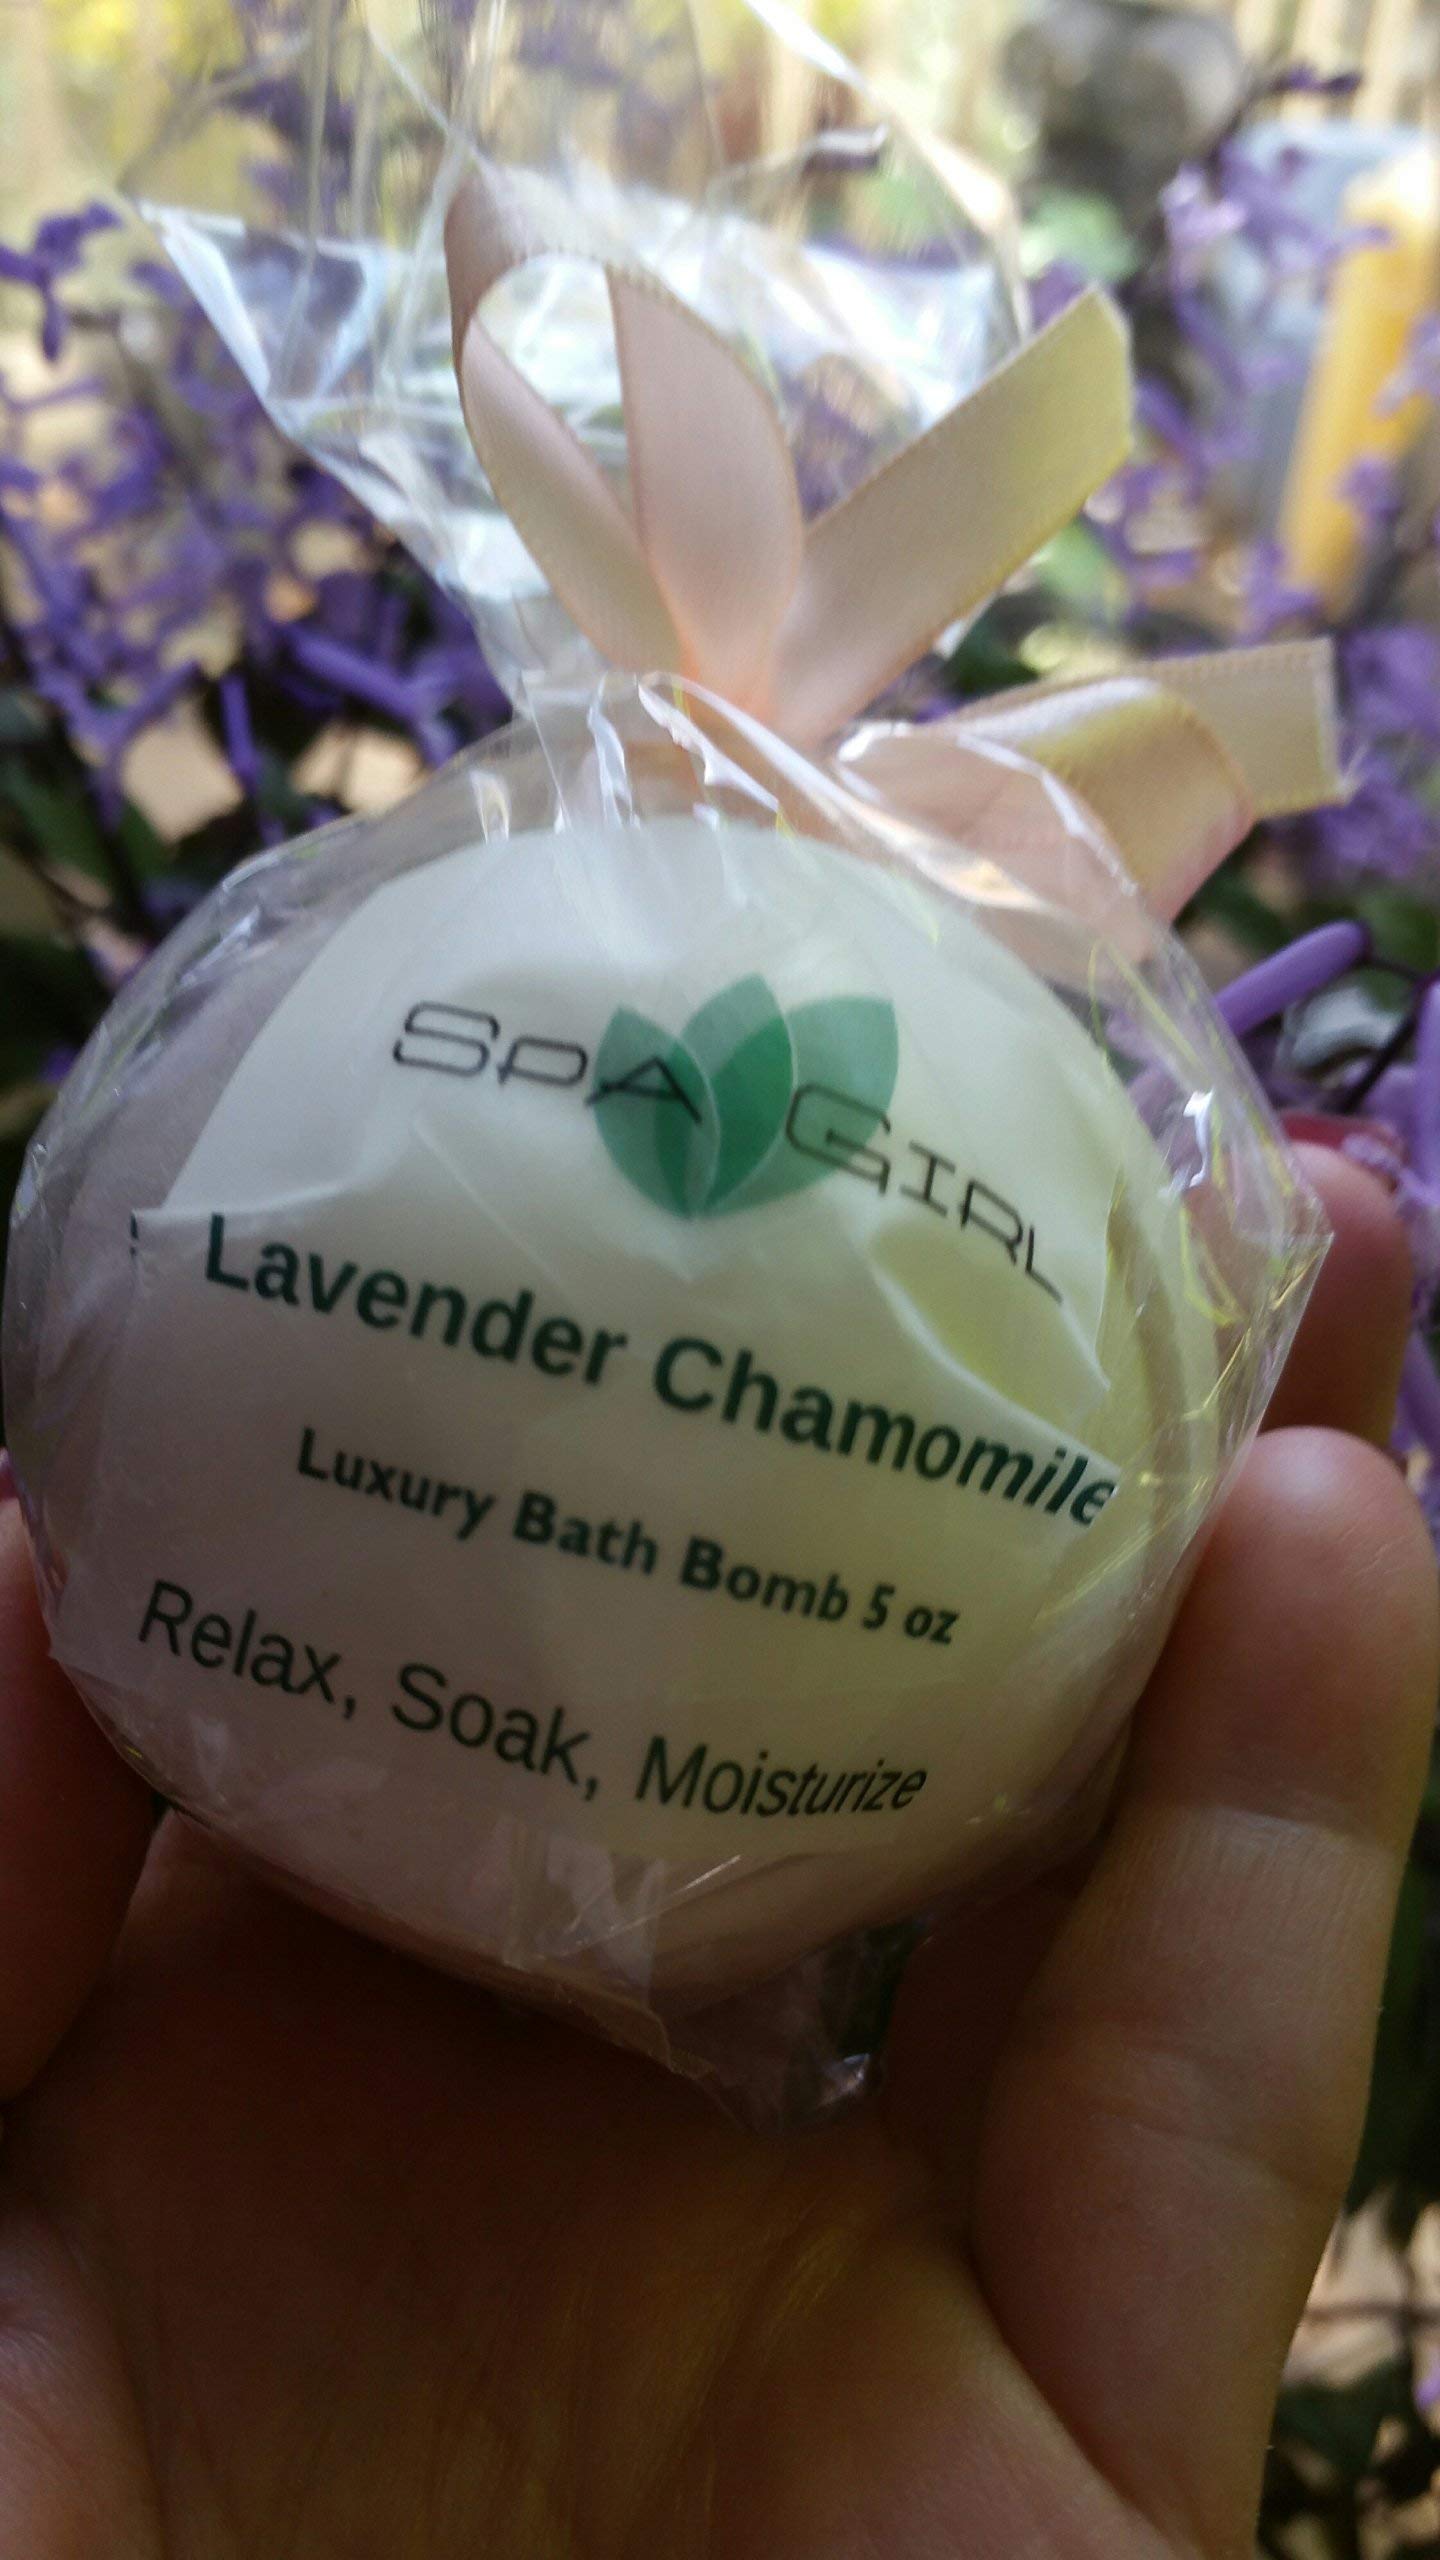 SPA GIRL
Lavender Chamomile
Luxury Bath Bomb 5 oz
Relax, Soak, Moisturize